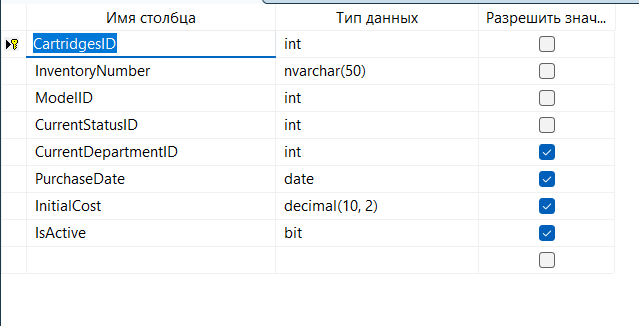 Имя столбца Тип данных Разрешить знач...
CartridgesID int
InventoryNumber nvarchar(50)
ModelID int
CurrentStatusID int
CurrentDepartmentID int
PurchaseDate date
InitialCost decimal(10, 2)
IsActive bit